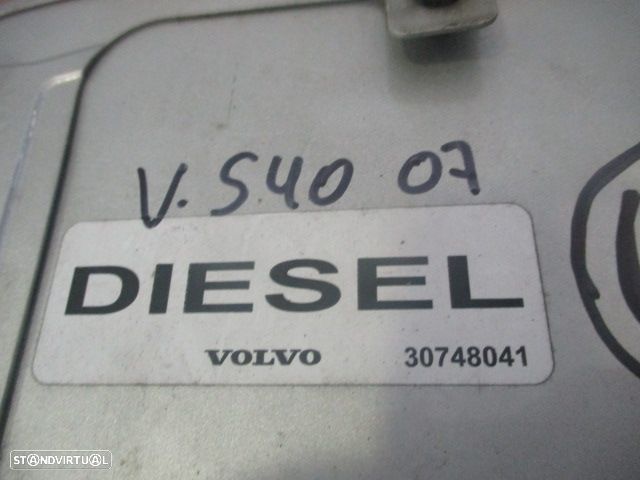 V. S40 07
DIESEL
VOLVO 30748041
STANDVIRTUAL